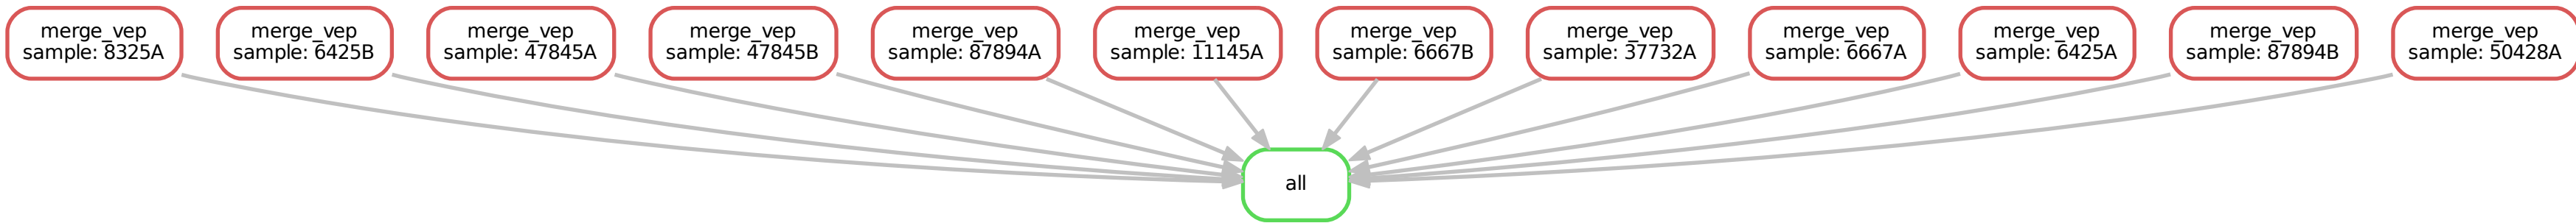 merge_vep
sample: 8325A
merge_vep
sample: 6425B
merge_vep
sample: 47845A
merge_vep
sample: 47845B
merge_vep
sample: 87894A
merge_vep
sample: 11145A
merge_vep
sample: 6667B
merge_vep
sample: 37732A
merge_vep
sample: 6667A
merge_vep
sample: 6425A
merge_vep
sample: 87894B
merge_vep
sample: 50428A
all